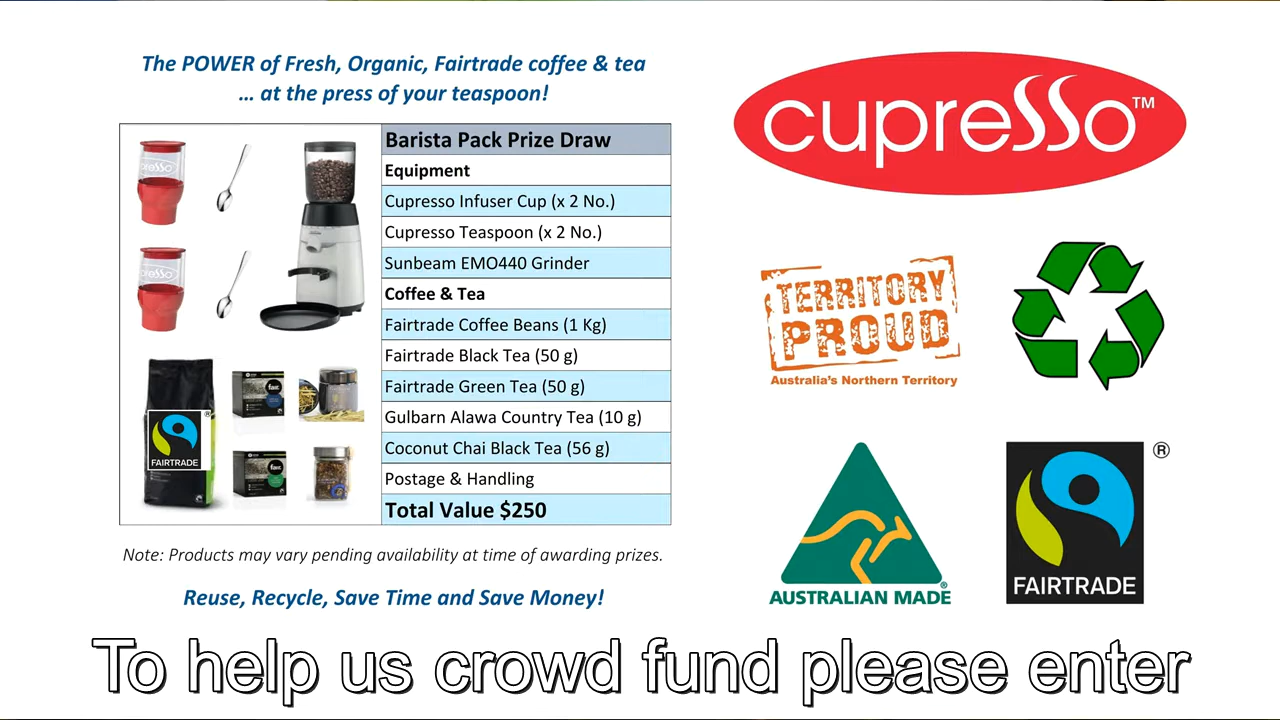 The POWER of Fresh, Organic, Fairtrade coffee & tea
... at the press of your teaspoon!
Barista Pack Prize Draw
Equipment
Cupresso Infuser Cup (x 2 No.)
Cupresso Teaspoon (x 2 No.)
Sunbeam EMO440 Grinder
Coffee & Tea
Fairtrade Coffee Beans (1 Kg)
Fairtrade Black Tea (50 g)
Fairtrade Green Tea (50 g)
Gulbarn Alawa Country Tea (10 g)
Coconut Chai Black Tea (56 g)
Postage & Handling
Total Value $250
FAIRTRADE
®
Note: Products may vary pending availability at time of awarding prizes.
Reuse, Recycle, Save Time and Save Money!
cupresso™
TERRITORY
PROUD
Australia's Northern Territory
AUSTRALIAN MADE
®
FAIRTRADE
®
To help us crowd fund please enter